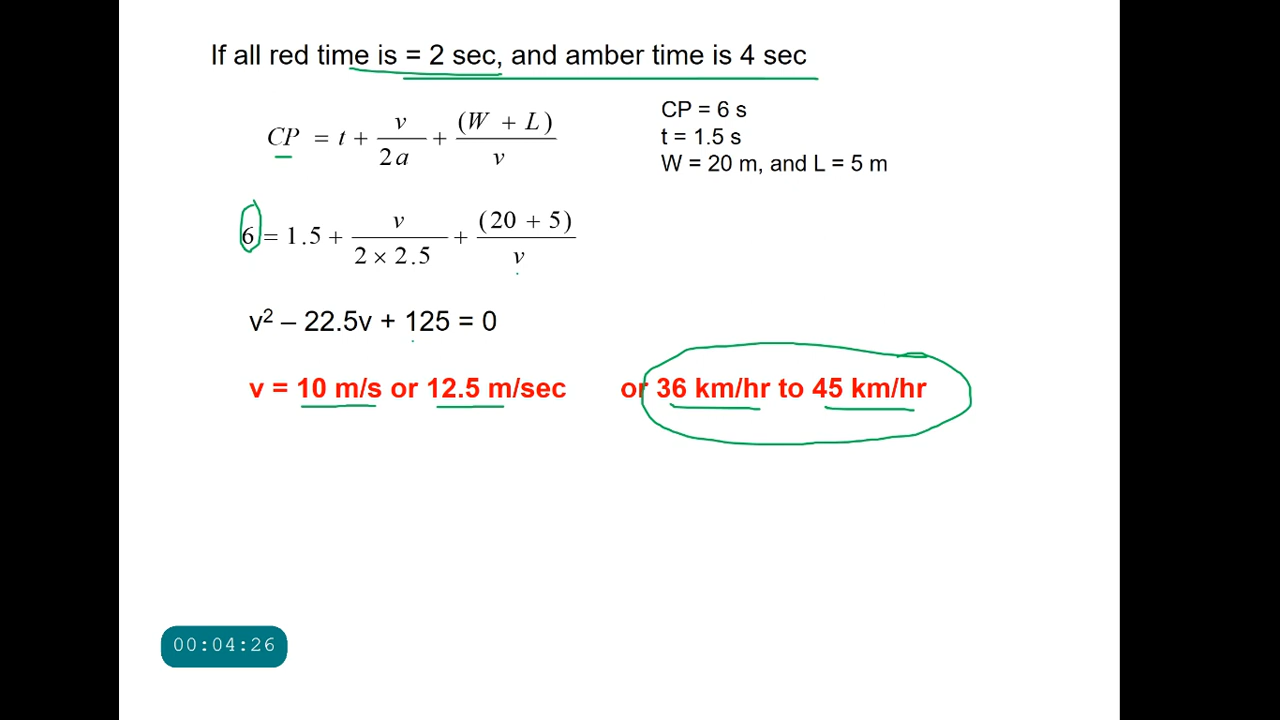 If all red time is = 2 sec, and amber time is 4 sec
CP = t + v/2a + (W + L)/v
CP = 6 s
t = 1.5 s
W = 20 m, and L = 5 m
6 = 1.5 + v/2 × 2.5 + (20 + 5)/v
v² – 22.5v + 125 = 0
v = 10 m/s or 12.5 m/sec or 36 km/hr to 45 km/hr
00:04:26